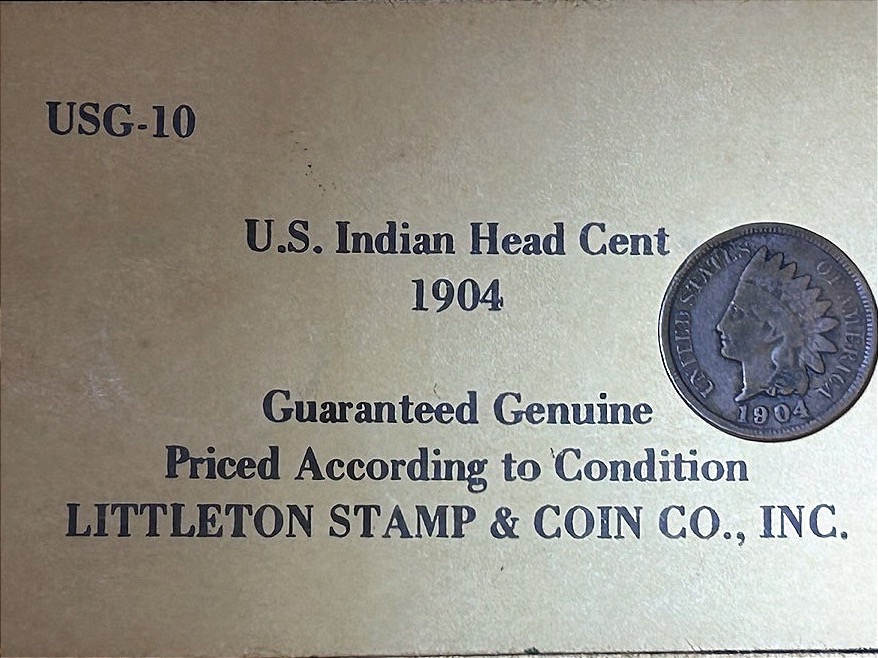 USG-10
U.S. Indian Head Cent
1904
UNITED STATES OF AMERICA
1904
Guaranteed Genuine
Priced According to Condition
LITTLETON STAMP & COIN CO., INC.